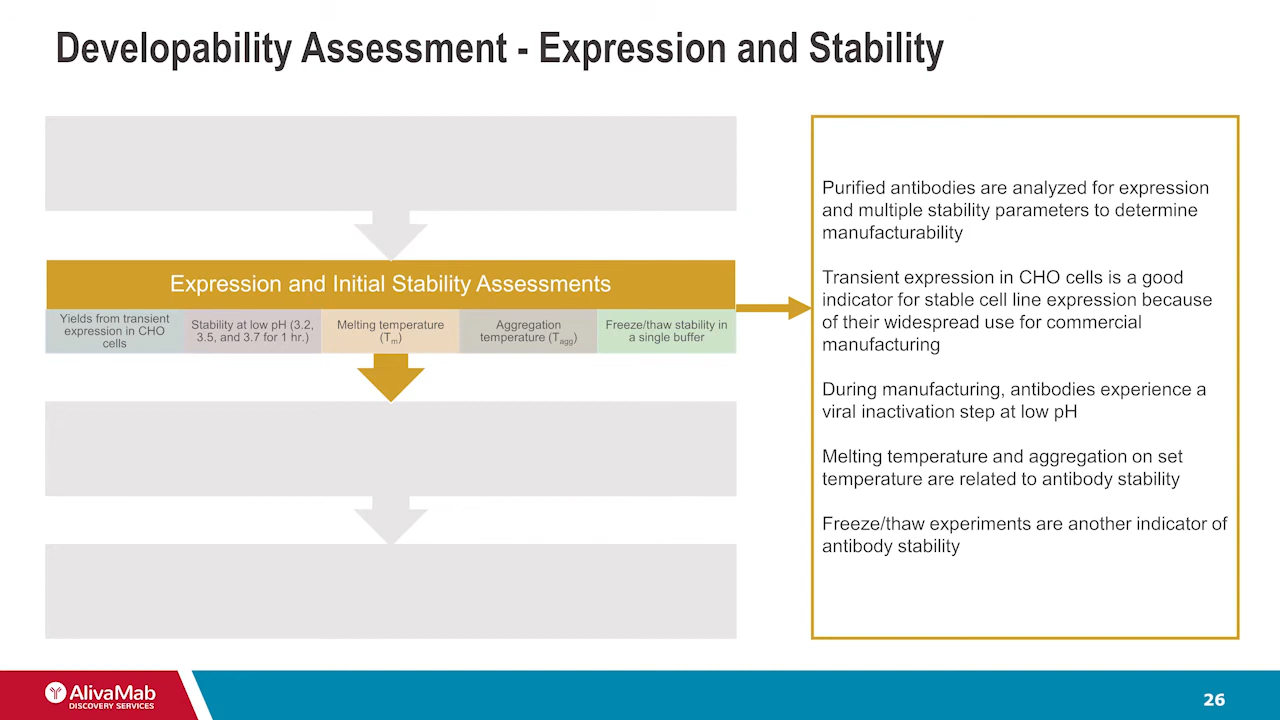 Developability Assessment - Expression and Stability
Expression and Initial Stability Assessments
Yields from transient
expression in CHO
cells
Stability at low pH (3.2,
3.5, and 3.7 for 1 hr.)
Melting temperature
(Tm)
Aggregation
temperature (Tagg)
Freeze/thaw stability in
a single buffer
Purified antibodies are analyzed for expression
and multiple stability parameters to determine
manufacturability
Transient expression in CHO cells is a good
indicator for stable cell line expression because
of their widespread use for commercial
manufacturing
During manufacturing, antibodies experience a
viral inactivation step at low pH
Melting temperature and aggregation on set
temperature are related to antibody stability
Freeze/thaw experiments are another indicator of
antibody stability
AlivaMab
DISCOVERY SERVICES
26